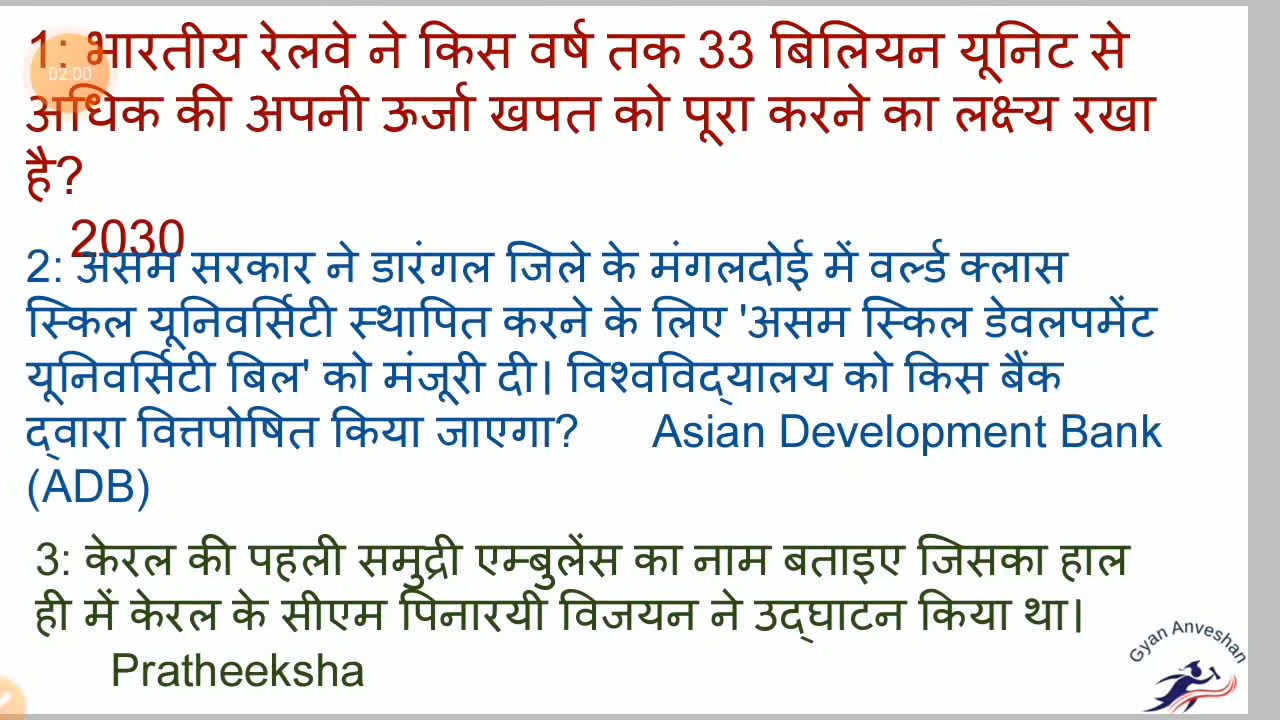 1: भारतीय रेलवे ने किस वर्ष तक 33 बिलियन यूनिट से
02:00
अधिक की अपनी ऊर्जा खपत को पूरा करने का लक्ष्य रखा
है?
2030
2: असम सरकार ने डारंगल जिले के मंगलदोई में वर्ल्ड क्लास
स्किल यूनिवर्सिटी स्थापित करने के लिए 'असम स्किल डेवलपमेंट
यूनिवर्सिटी बिल' को मंजूरी दी। विश्वविद्यालय को किस बैंक
द्वारा वित्तपोषित किया जाएगा? Asian Development Bank
(ADB)
3: केरल की पहली समुद्री एम्बुलेंस का नाम बताइए जिसका हाल
ही में केरल के सीएम पिनारयी विजयन ने उद्घाटन किया था।
Pratheeksha
Gyan Anveshan